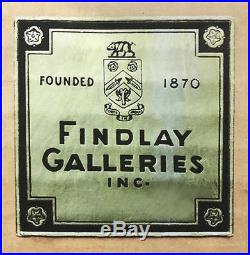 FOUNDED 1870
FINDLAY
GALLERIES
INC.